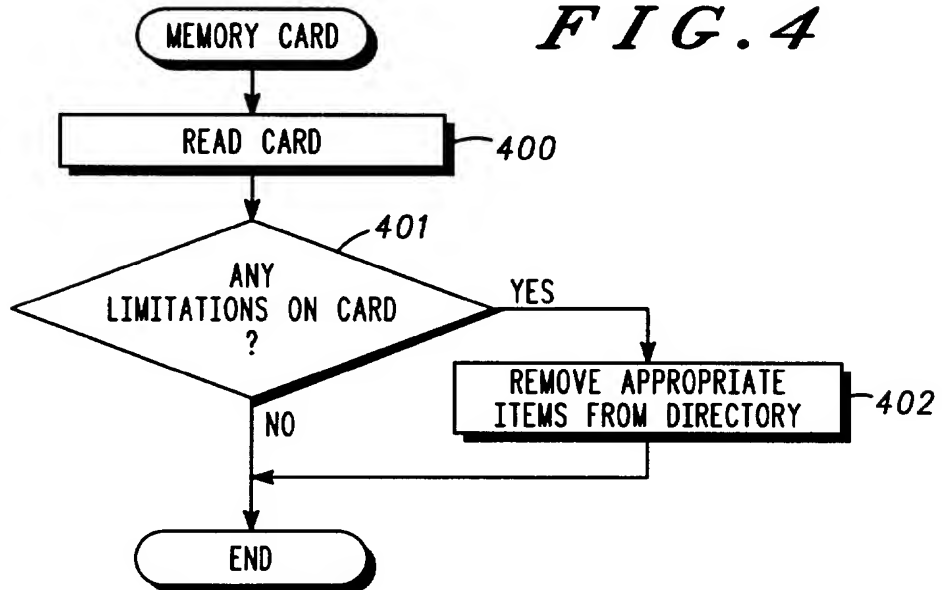 FIG.4
MEMORY CARD
READ CARD
400
401
ANY
LIMITATIONS ON CARD
?
YES
REMOVE APPROPRIATE
ITEMS FROM DIRECTORY
402
NO
END